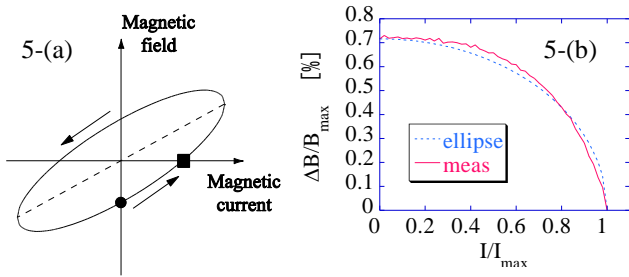 5-(a)
Magnetic
field
Magnetic
current
5-(b)
ΔB/B_max [%]
0.8
0.7
0.6
0.5
0.4
0.3
0.2
0.1
0
ellipse
meas
0 0.2 0.4 0.6 0.8 1
I/I_max